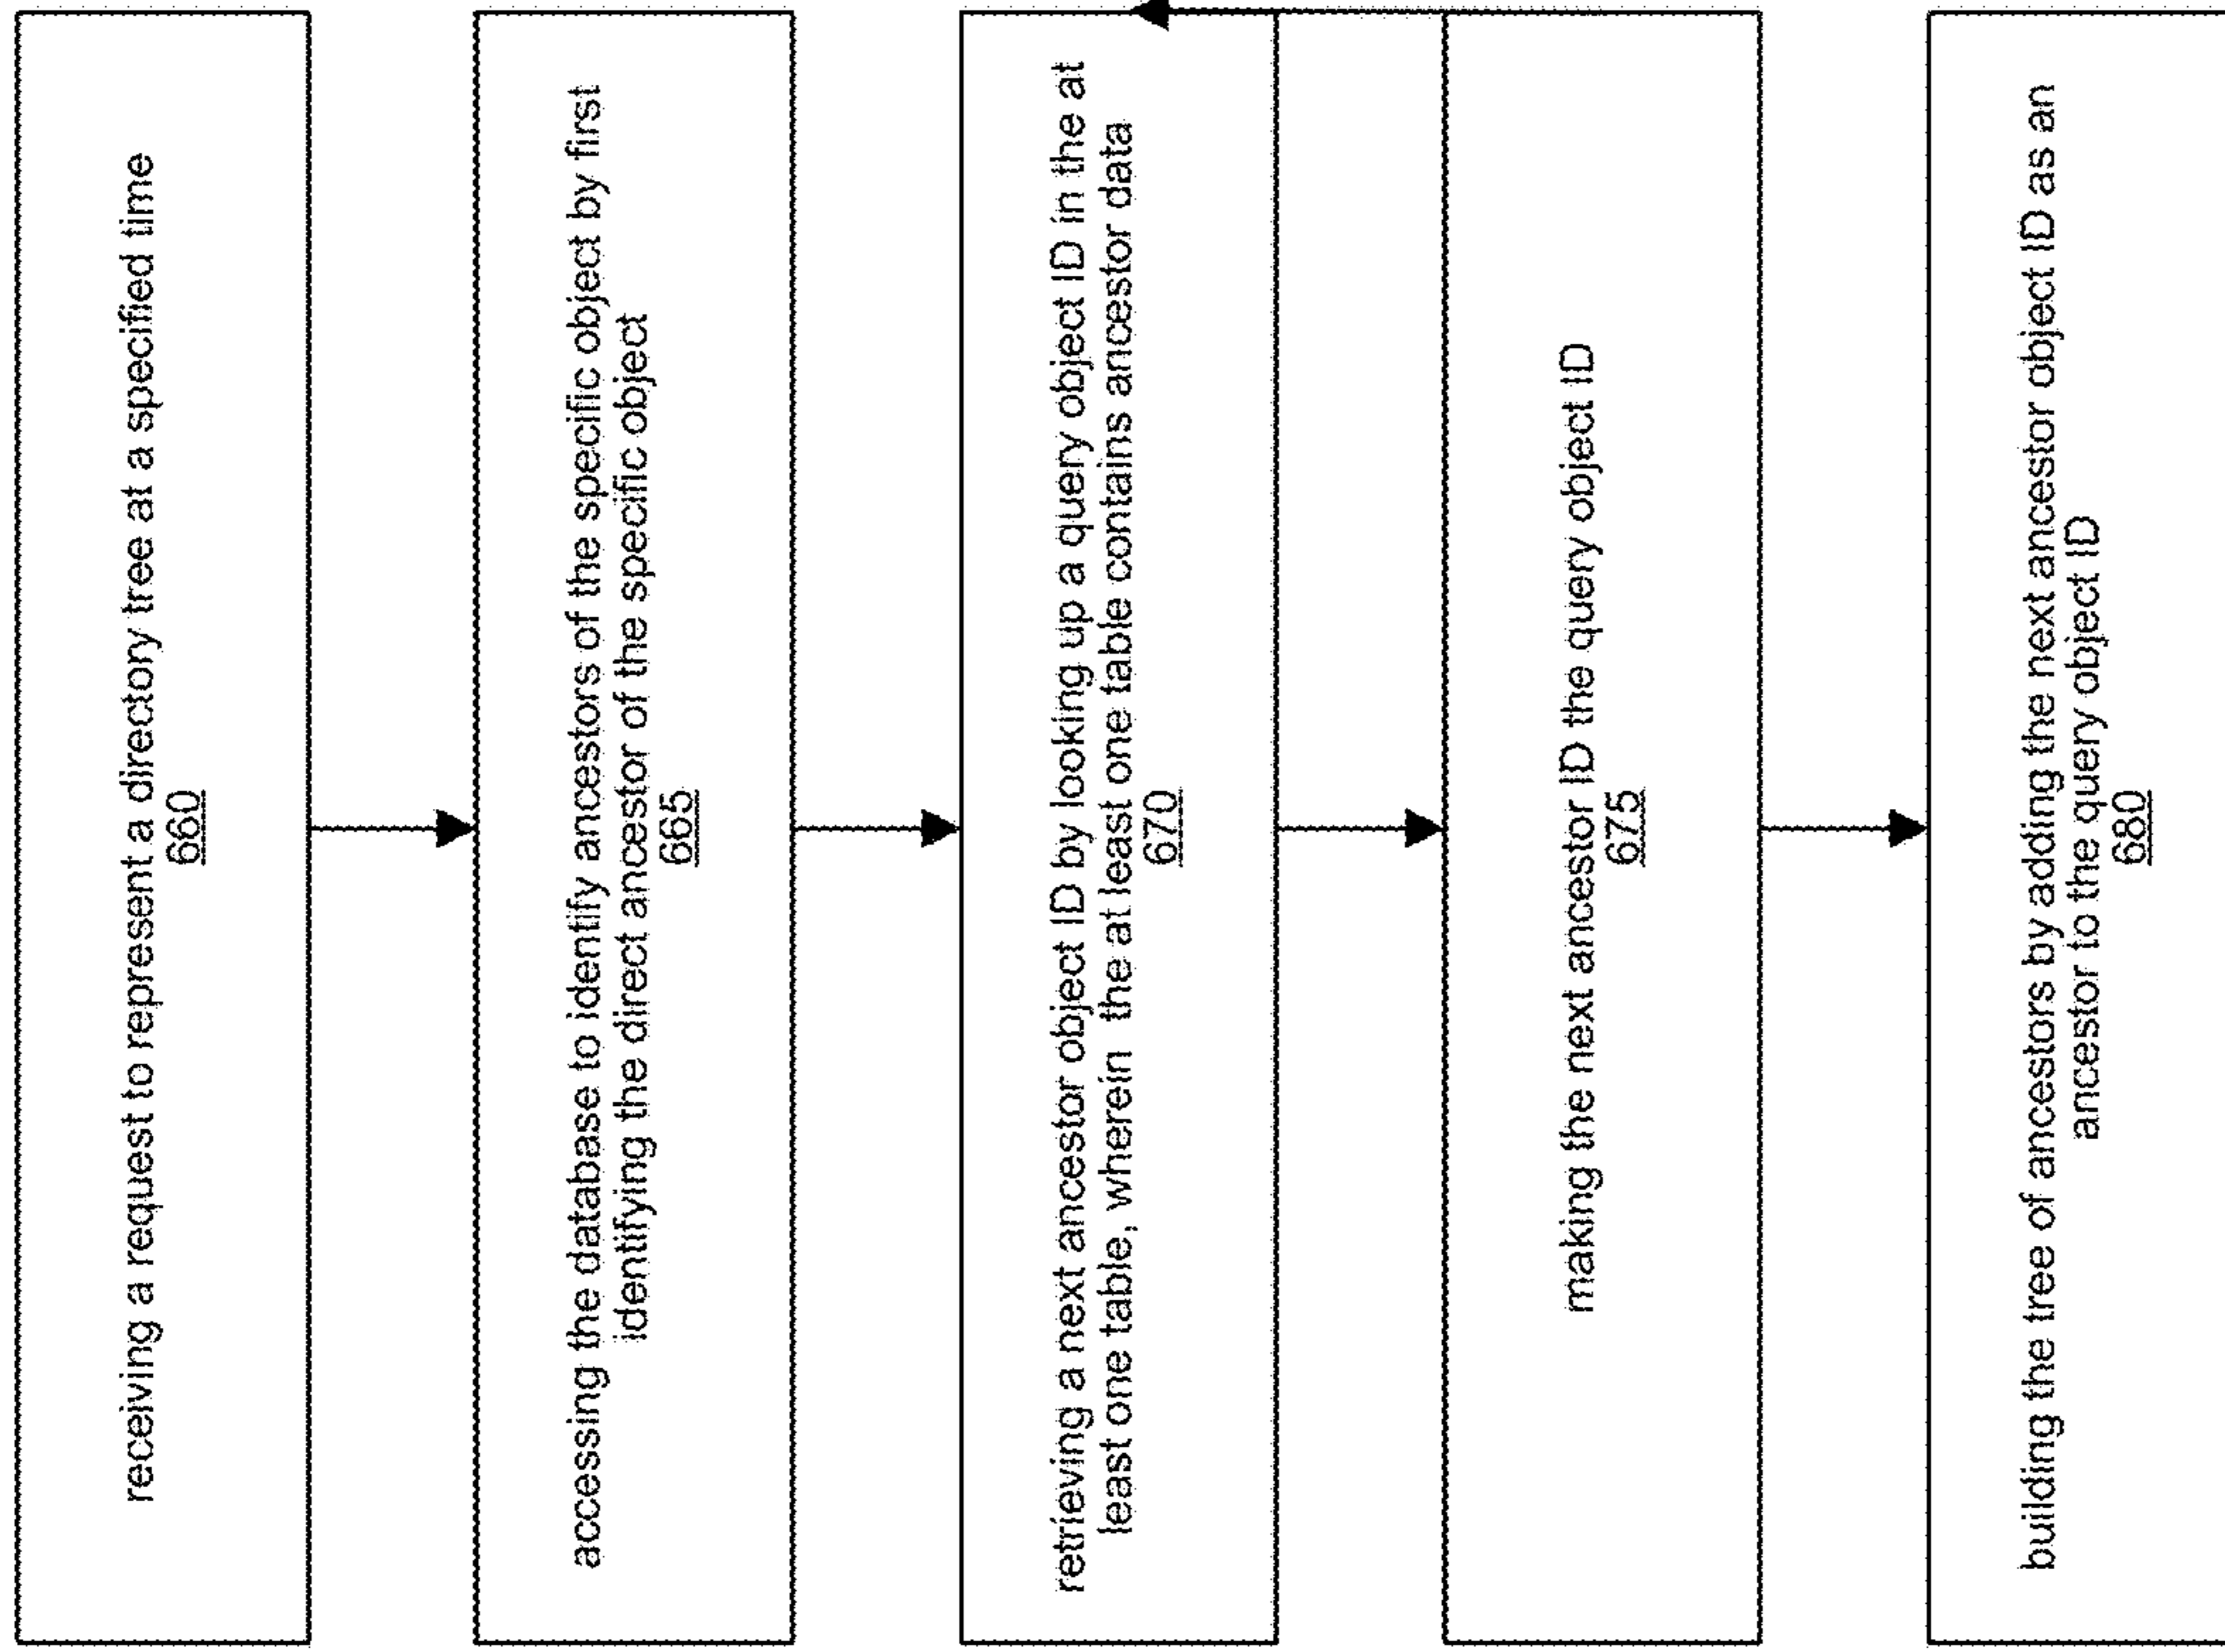 receiving a request to represent a directory tree at a specified time
660
accessing the database to identify ancestors of the specific object by first
identifying the direct ancestor of the specific object
665
retrieving a next ancestor object ID by looking up a query object ID in the at
least one table, wherein the at least one table contains ancestor data
670
making the next ancestor ID the query object ID
675
building the tree of ancestors by adding the next ancestor object ID as an
ancestor to the query object ID
680